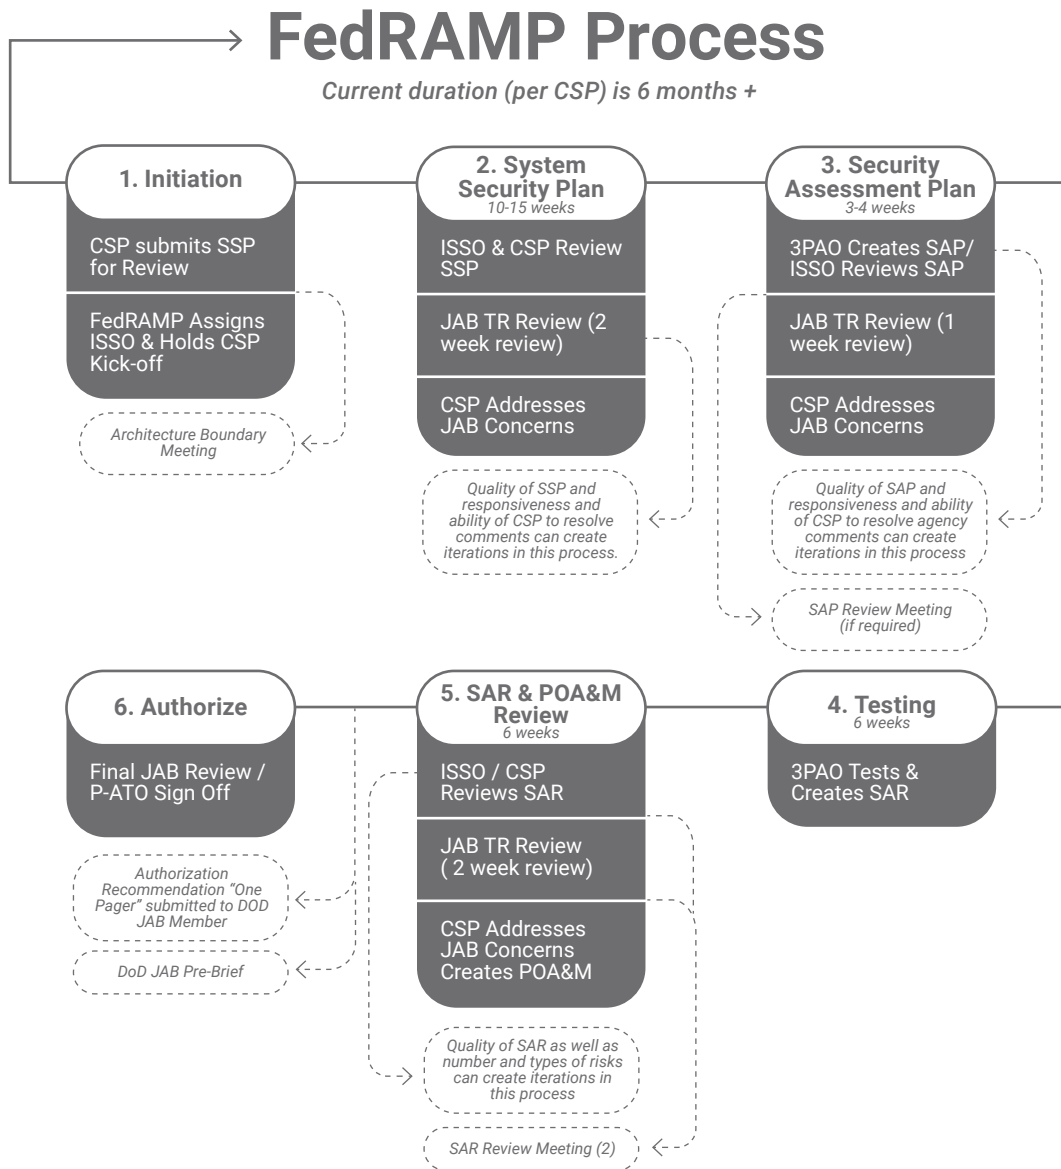 FedRAMP Process
Current duration (per CSP) is 6 months +
1. Initiation
CSP submits SSP
for Review
FedRAMP Assigns
ISSO & Holds CSP
Kick-off
Architecture Boundary
Meeting
2. System
Security Plan
10-15 weeks
ISSO & CSP Review
SSP
JAB TR Review (2
week review)
CSP Addresses
JAB Concerns
Quality of SSP and
responsiveness and
ability of CSP to resolve
comments can create
iterations in this process.
3. Security
Assessment Plan
3-4 weeks
3PAO Creates SAP/
ISSO Reviews SAP
JAB TR Review (1
week review)
CSP Addresses
JAB Concerns
Quality of SAP and
responsiveness and ability
of CSP to resolve agency
comments can create
iterations in this process
SAP Review Meeting
(if required)
6. Authorize
Final JAB Review /
P-ATO Sign Off
Authorization
Recommendation “One
Pager” submitted to DOD
JAB Member
DoD JAB Pre-Brief
5. SAR & POA&M
Review
6 weeks
ISSO / CSP
Reviews SAR
JAB TR Review
( 2 week review)
CSP Addresses
JAB Concerns
Creates POA&M
Quality of SAR as well as
number and types of risks
can create iterations in
this process
SAR Review Meeting (2)
4. Testing
6 weeks
3PAO Tests &
Creates SAR